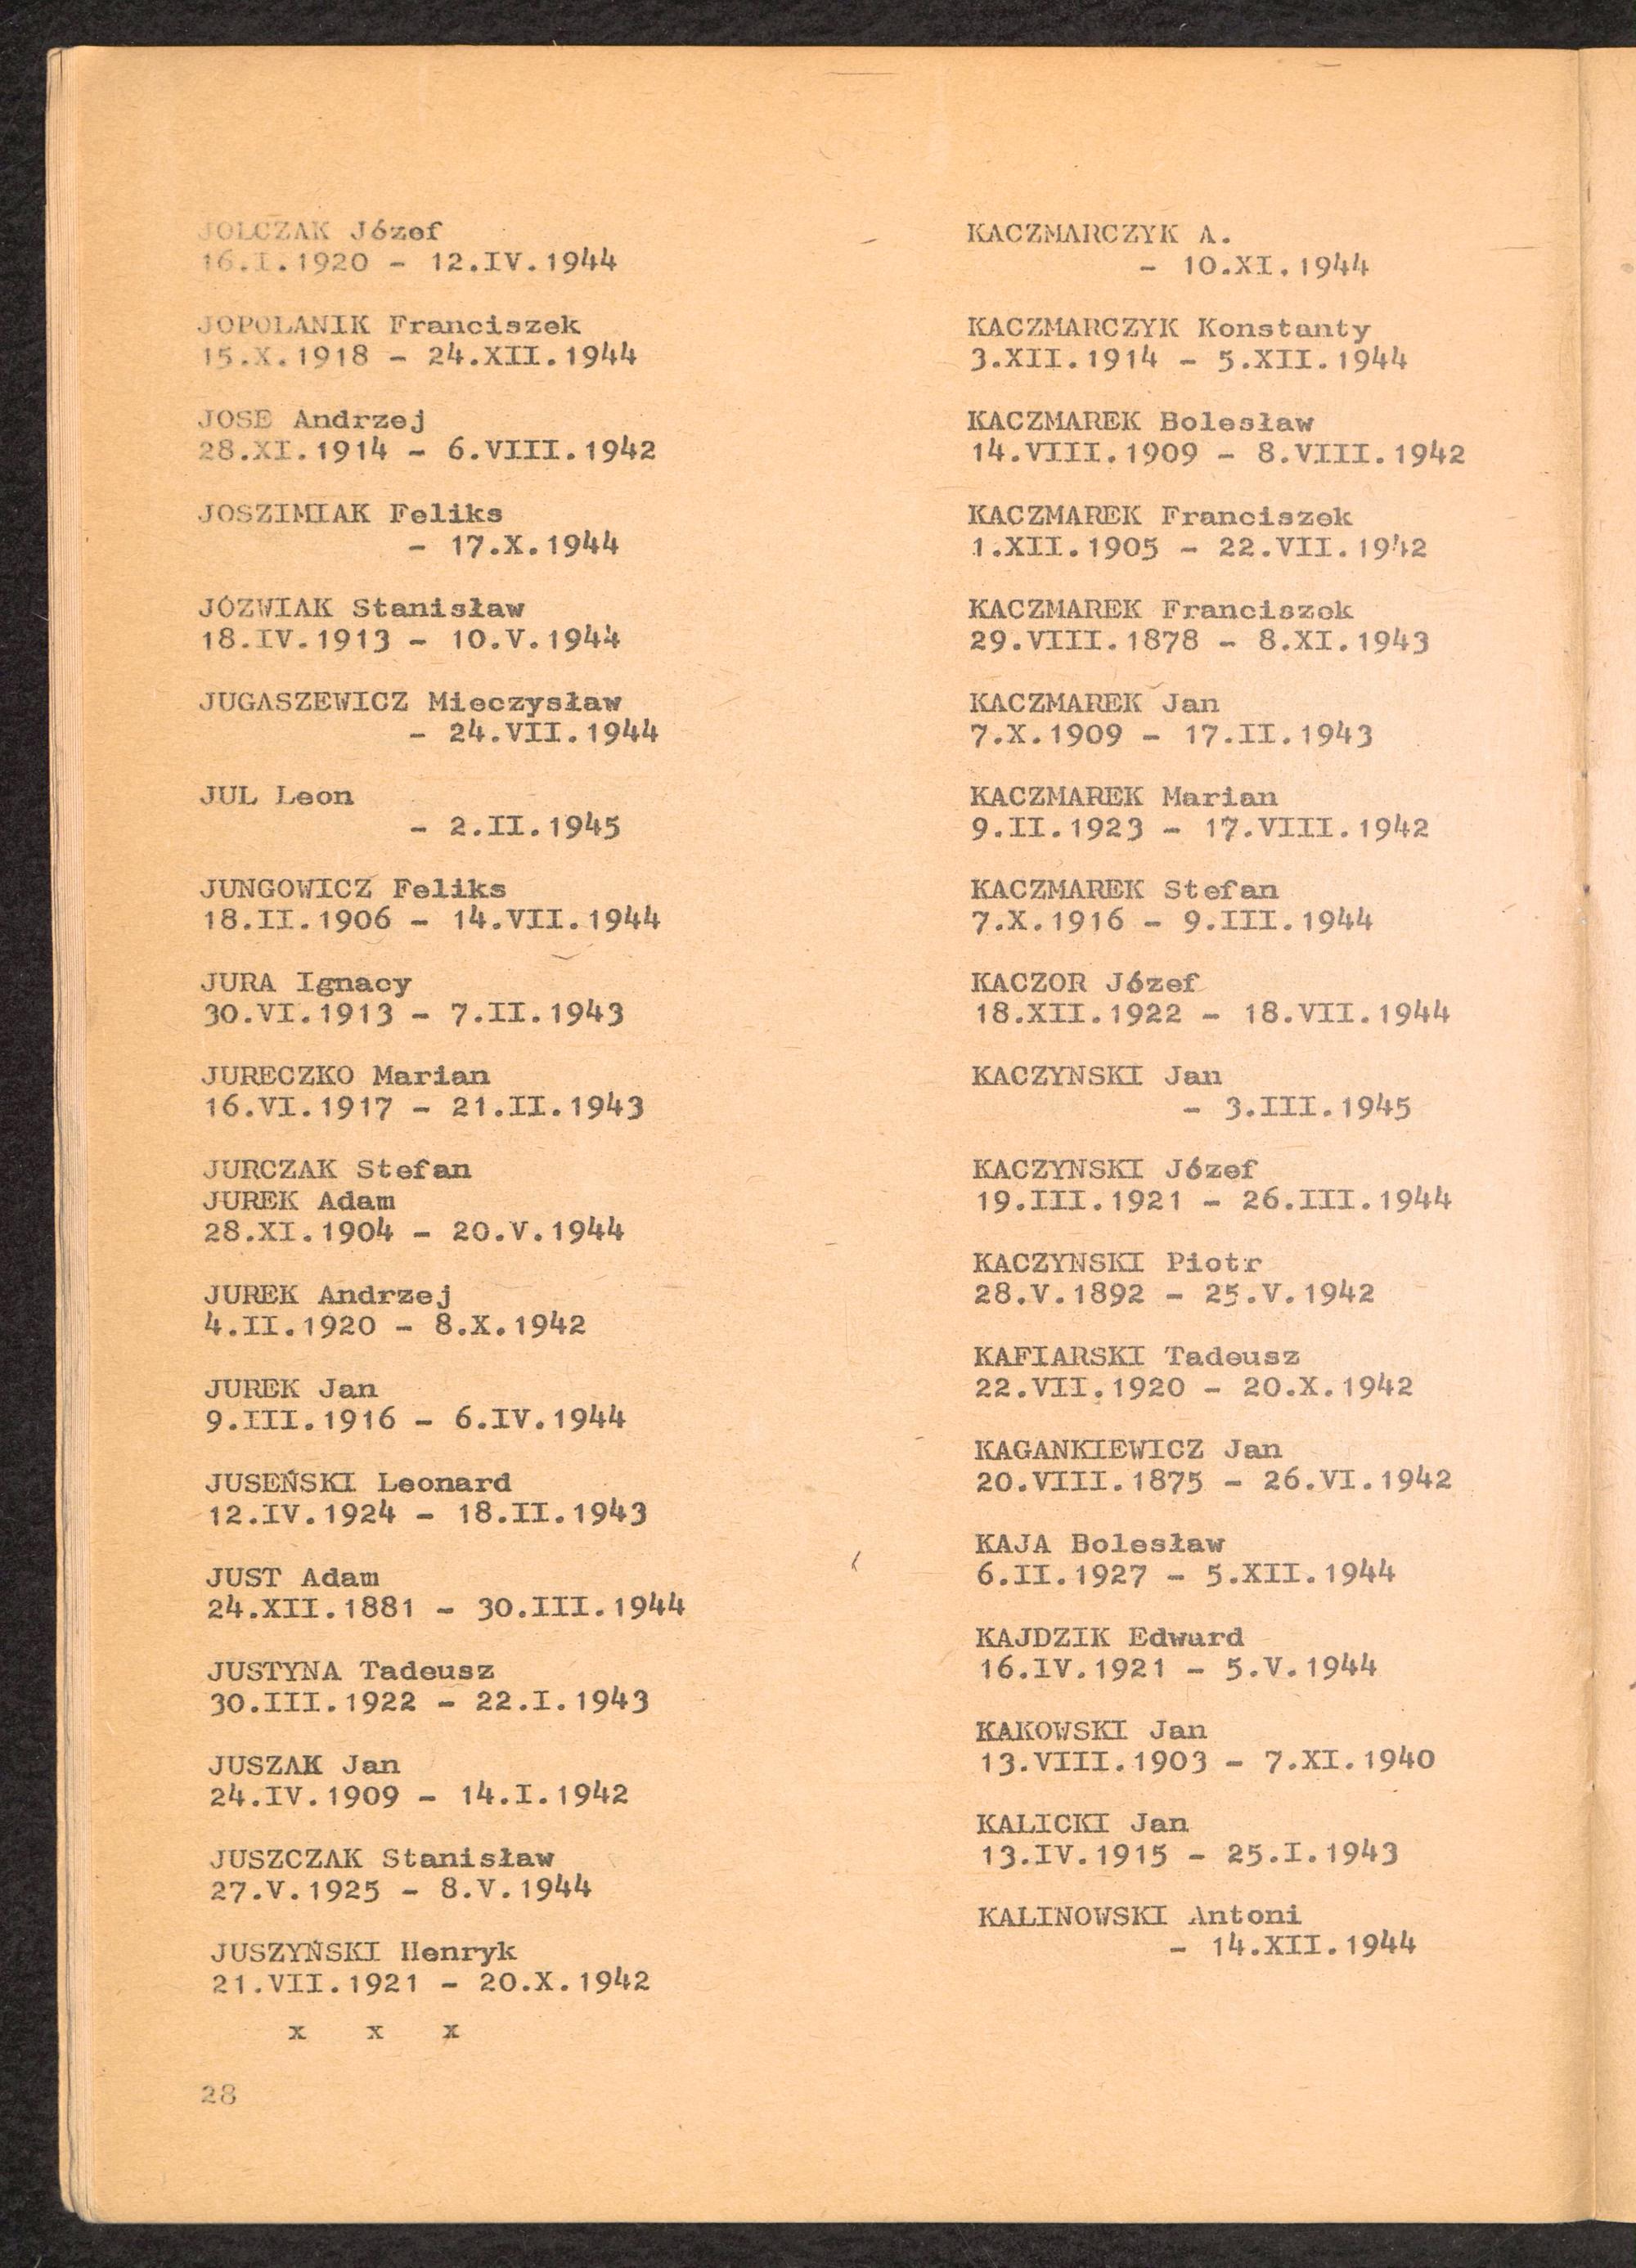 JOLCZAK Józef
16.I.1920 - 12.IV.1944
JOPOLANIK Franciszek
15.X.1918 - 24.XII.1944
JOSE Andrzej
28.XI.1914 - 6.VIII.1942
JOSZIMIAK Feliks
- 17.X.1944
JÓZWIAK Stanisław
18.IV.1913 - 10.V.1944
JUGASZEWICZ Mieczysław
- 24.VII.1944
JUL Leon
- 2.II.1945
JUNGOWICZ Feliks
18.II.1906 - 14.VII.1944
JURA Ignacy
30.VI.1913 - 7.II.1943
JURECZKO Marian
16.VI.1917 - 21.II.1943
JURCZAK Stefan
JUREK Adam
28.XI.1904 - 20.V.1944
JUREK Andrzej
4.II.1920 - 8.X.1942
JUREK Jan
9.III.1916 - 6.IV.1944
JUSEŃSKI Leonard
12.IV.1924 - 18.II.1943
JUST Adam
24.XII.1881 - 30.III.1944
JUSTYNA Tadeusz
30.III.1922 - 22.I.1943
JUSZAK Jan
24.IV.1909 - 14.I.1942
JUSZCZAK Stanisław
27.V.1925 - 8.V.1944
JUSZYŃSKI Henryk
21.VII.1921 - 20.X.1942
x x x
28
KACZMARCZYK A.
- 10.XI.1944
KACZMARCZYK Konstanty
3.XII.1914 - 5.XII.1944
KACZMAREK Bolesław
14.VIII.1909 - 8.VIII.1942
KACZMAREK Franciszek
1.XII.1905 - 22.VII.1942
KACZMAREK Franciszek
29.VIII.1878 - 8.XI.1943
KACZMAREK Jan
7.X.1909 - 17.II.1943
KACZMAREK Marian
9.II.1923 - 17.VIII.1942
KACZMAREK Stefan
7.X.1916 - 9.III.1944
KACZOR Józef
18.XII.1922 - 18.VII.1944
KACZYNSKI Jan
- 3.III.1945
KACZYNSKI Józef
19.III.1921 - 26.III.1944
KACZYNSKI Piotr
28.V.1892 - 25.V.1942
KAFIARSKI Tadeusz
22.VII.1920 - 20.X.1942
KAGANKIEWICZ Jan
20.VIII.1875 - 26.VI.1942
KAJA Bolesław
6.II.1927 - 5.XII.1944
KAJDZIK Edward
16.IV.1921 - 5.V.1944
KAKOWSKI Jan
13.VIII.1903 - 7.XI.1940
KALICKI Jan
13.IV.1915 - 25.I.1943
KALINOWSKI Antoni
- 14.XII.1944